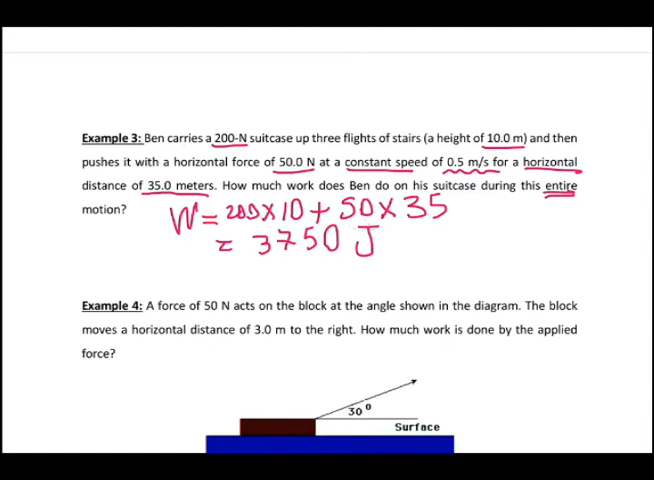 Example 3: Ben carries a 200-N suitcase up three flights of stairs (a height of 10.0 m) and then
pushes it with a horizontal force of 50.0 N at a constant speed of 0.5 m/s for a horizontal
distance of 35.0 meters. How much work does Ben do on his suitcase during this entire
motion?
W = 200 x 10 + 50 x 35
= 3750 J
Example 4: A force of 50 N acts on the block at the angle shown in the diagram. The block
moves a horizontal distance of 3.0 m to the right. How much work is done by the applied
force?
30°
Surface